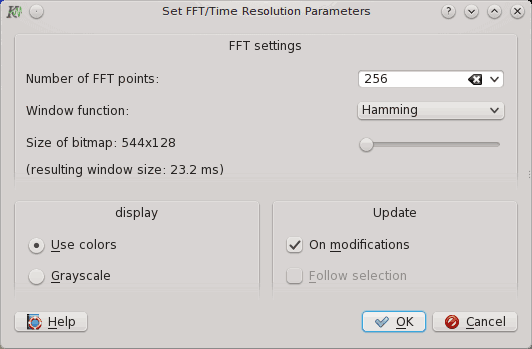 Set FFT/Time Resolution Parameters
FFT settings
Number of FFT points: 256
Window function: Hamming
Size of bitmap: 544x128
(resulting window size: 23.2 ms)
display
Use colors
Grayscale
Update
On modifications
Follow selection
Help
OK
Cancel